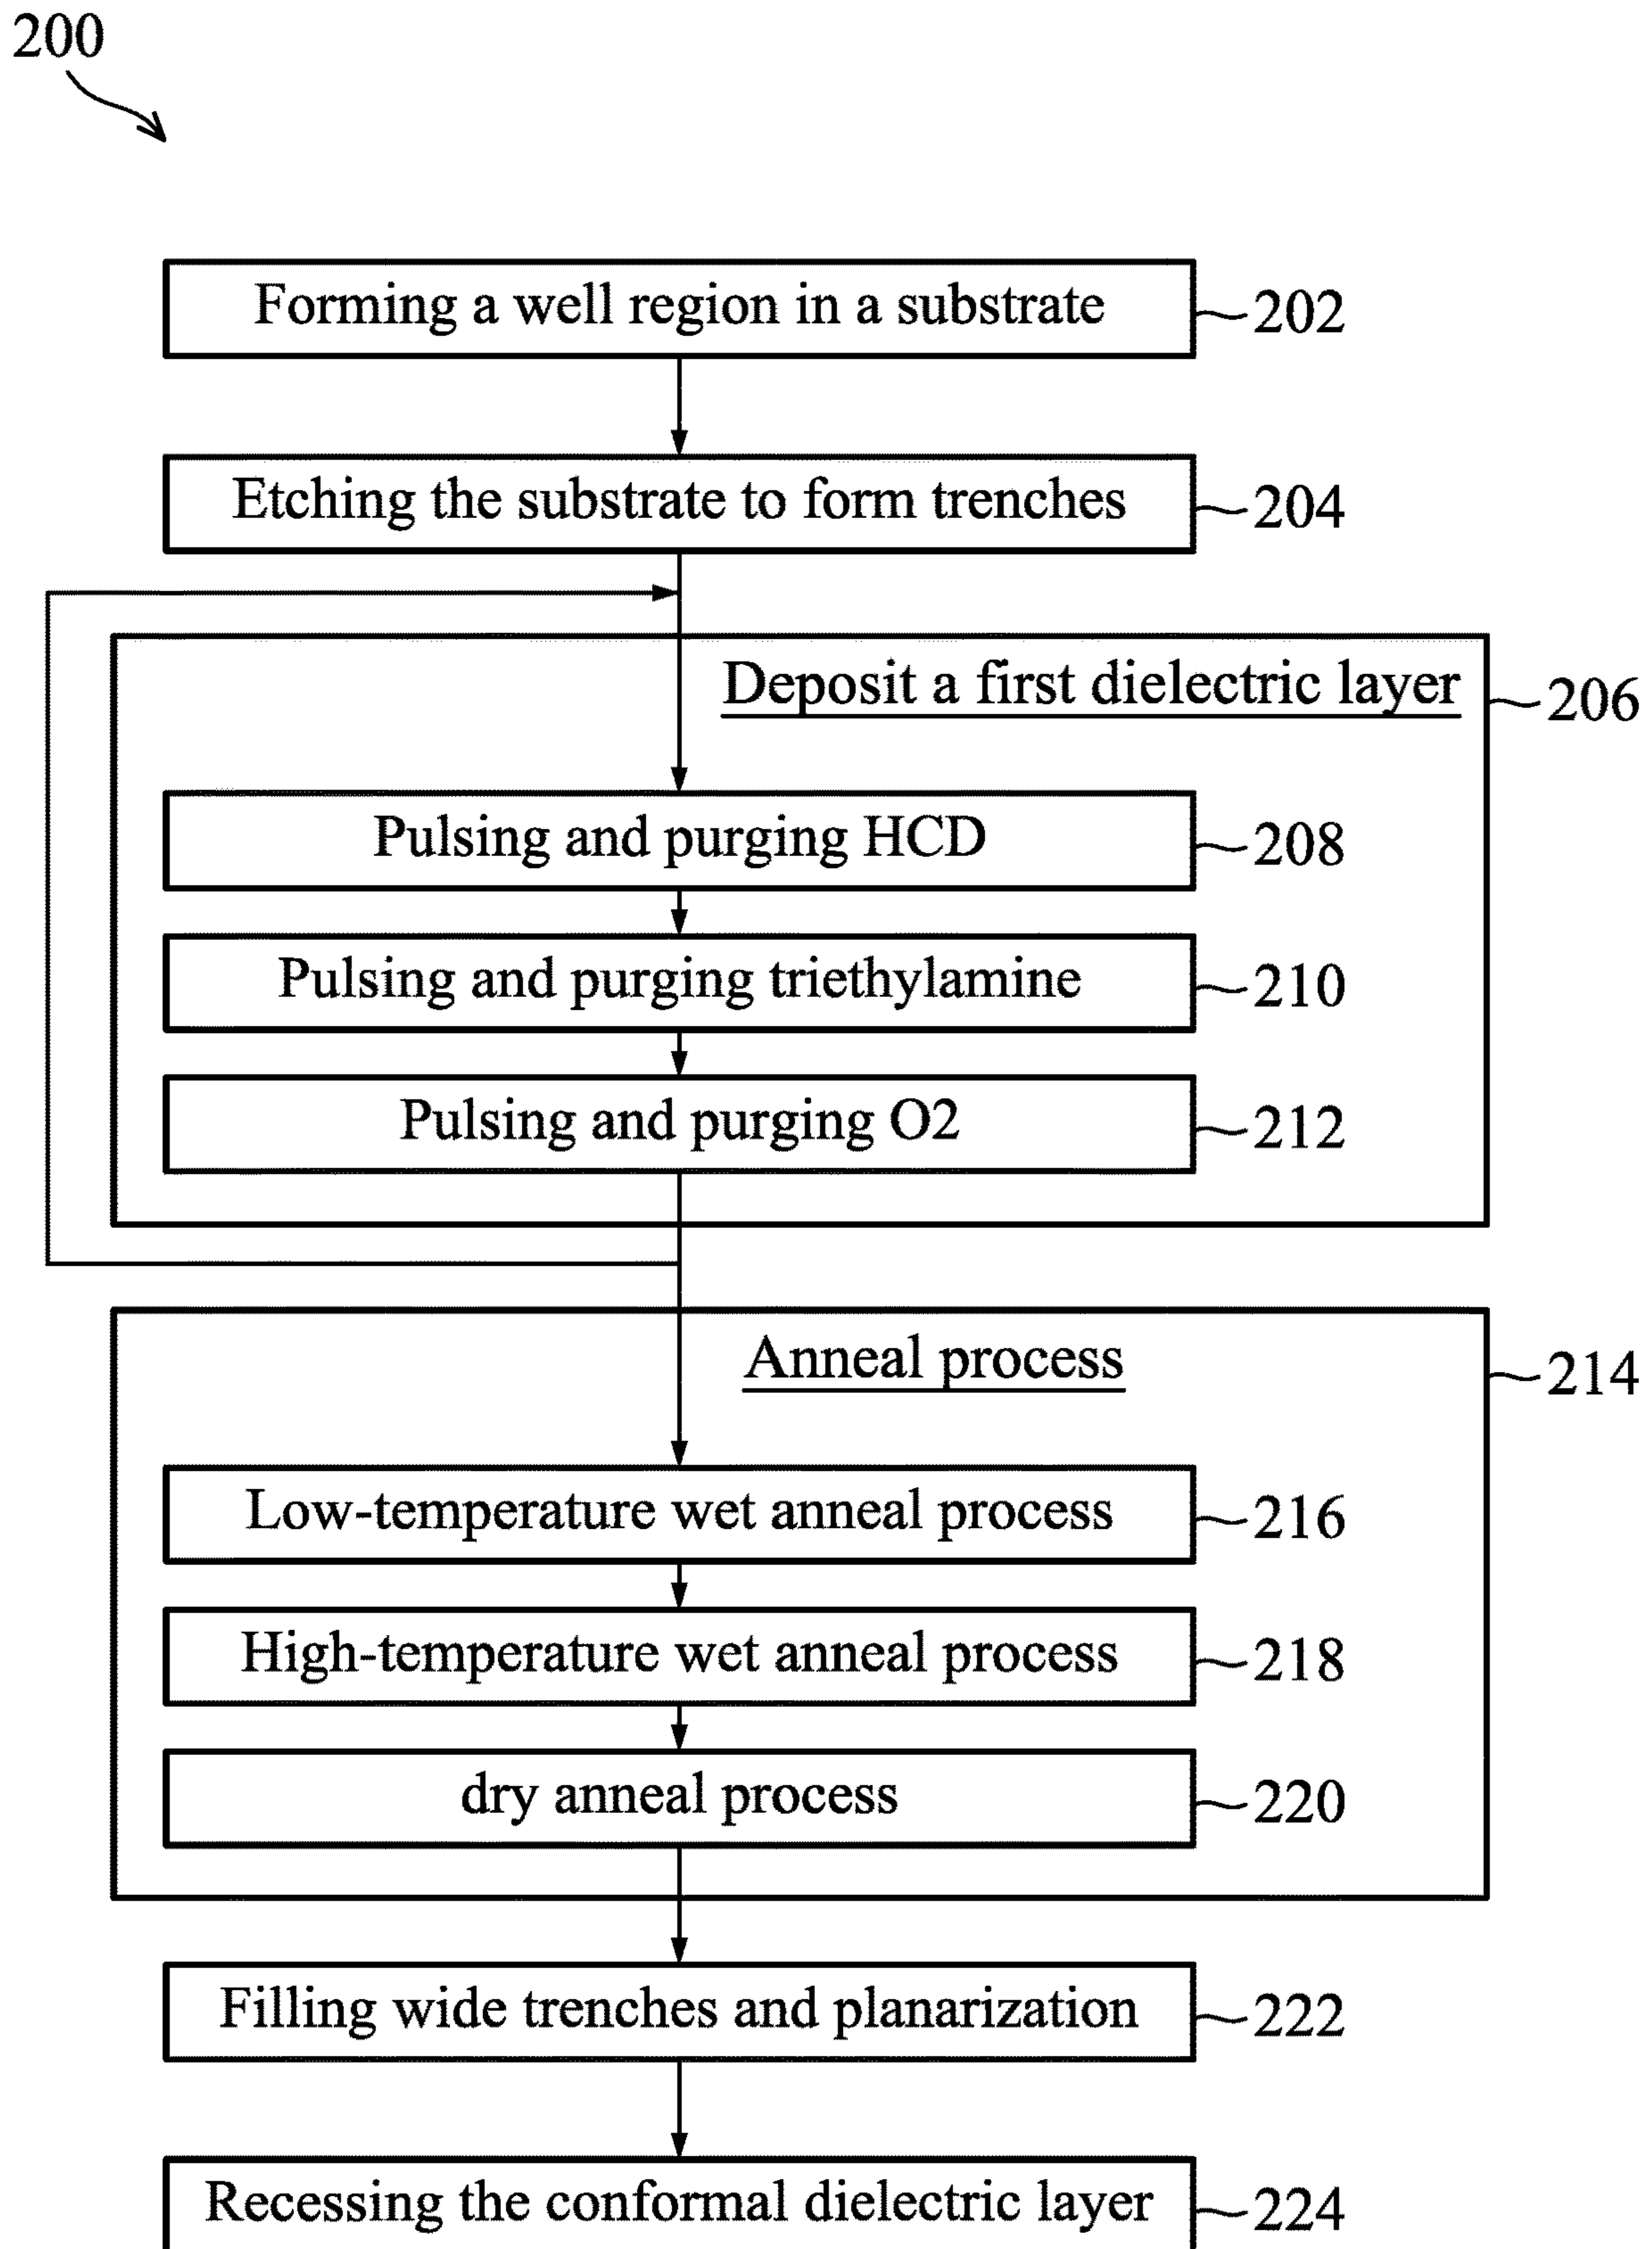 200
Forming a well region in a substrate
202
Etching the substrate to form trenches
204
Deposit a first dielectric layer
206
Pulsing and purging HCD
208
Pulsing and purging triethylamine
210
Pulsing and purging O2
212
Anneal process
214
Low-temperature wet anneal process
216
High-temperature wet anneal process
218
dry anneal process
220
Filling wide trenches and planarization
222
Recessing the conformal dielectric layer
224